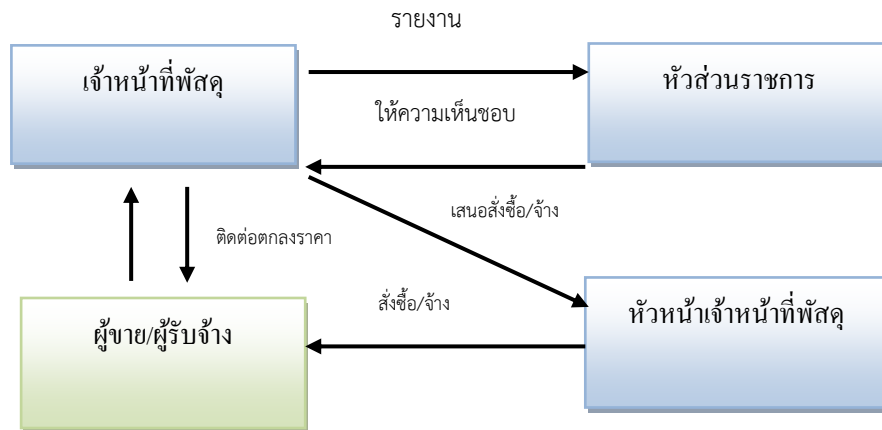 รายงาน
เจ้าหน้าที่พัสดุ
หัวส่วนราชการ
ให้ความเห็นชอบ
เสนอสั่งซื้อ/จ้าง
ติดต่อตกลงราคา
สั่งซื้อ/จ้าง
หัวหน้าเจ้าหน้าที่พัสดุ
ผู้ขาย/ผู้รับจ้าง